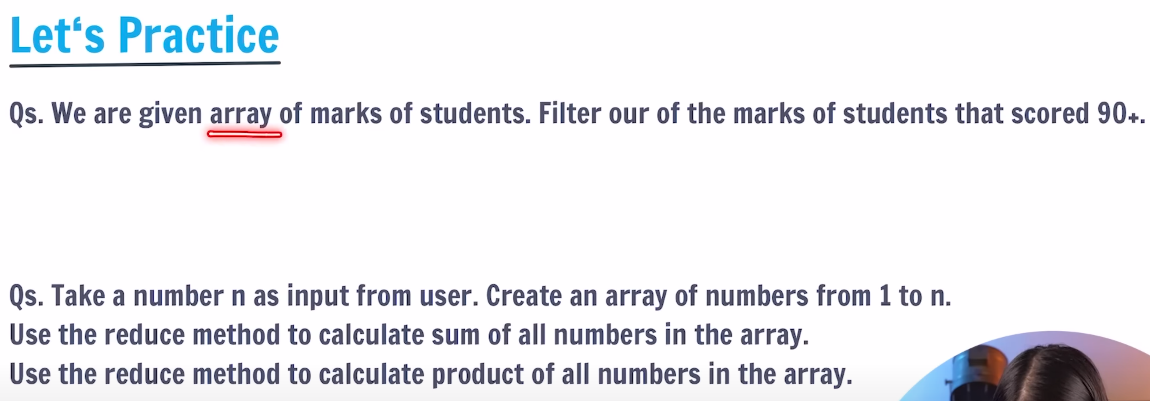 Let‘s Practice
Qs. We are given array of marks of students. Filter our of the marks of students that scored 90+.
Qs. Take a number n as input from user. Create an array of numbers from 1 to n.
Use the reduce method to calculate sum of all numbers in the array.
Use the reduce method to calculate product of all numbers in the array.